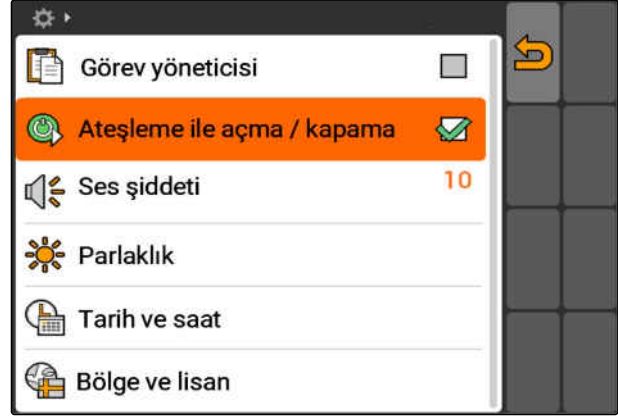 Görev yöneticisi
Ateşleme ile açma / kapama
Ses şiddeti 10
Parlaklık
Tarih ve saat
Bölge ve lisan